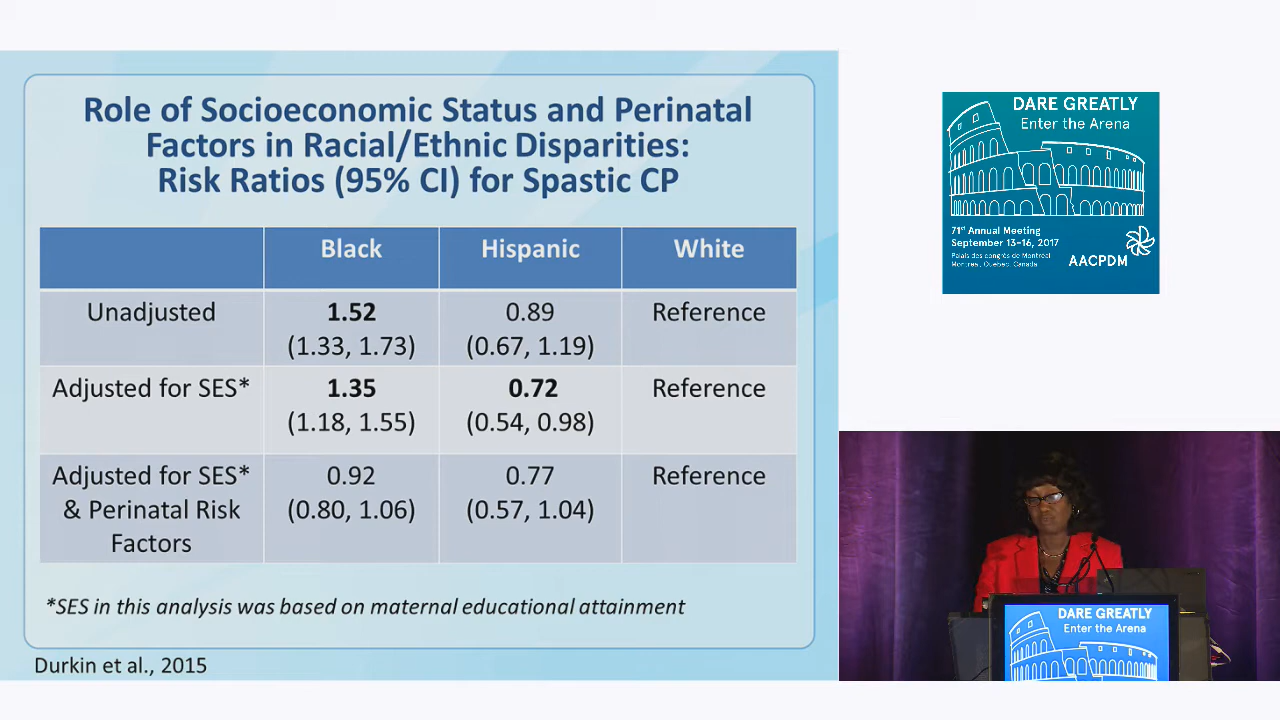 Role of Socioeconomic Status and Perinatal
Factors in Racial/Ethnic Disparities:
Risk Ratios (95% CI) for Spastic CP
Black Hispanic White
Unadjusted 1.52 0.89 Reference
(1.33, 1.73) (0.67, 1.19)
Adjusted for SES* 1.35 0.72 Reference
(1.18, 1.55) (0.54, 0.98)
Adjusted for SES* 0.92 0.77 Reference
& Perinatal Risk (0.80, 1.06) (0.57, 1.04)
Factors
*SES in this analysis was based on maternal educational attainment
Durkin et al., 2015
DARE GREATLY
Enter the Arena
71st Annual Meeting
September 13-16, 2017
Palais des congrès de Montréal
Montreal, Quebec, Canada
AACPDM
DARE GREATLY
Enter the Arena